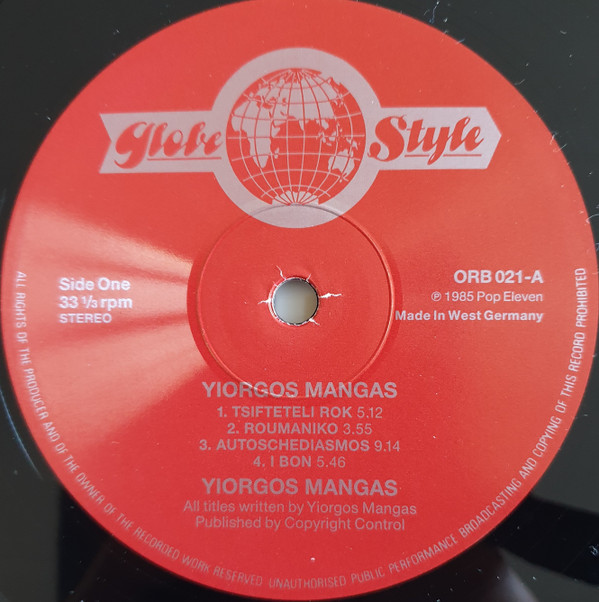 Globe Style
Side One
33 ⅓ rpm
STEREO
ORB 021-A
℗ 1985 Pop Eleven
Made In West Germany
YIORGOS MANGAS
1. TSIFTETELI ROK 5.12
2. ROUMANIKO 3.55
3. AUTOSCHEDIASMOS 9.14
4. I BON 5.46
YIORGOS MANGAS
All titles written by Yiorgos Mangas
Published by Copyright Control
ALL RIGHTS OF THE PRODUCER AND OF THE OWNER OF THE RECORDED WORK RESERVED UNAUTHORISED PUBLIC PERFORMANCE BROADCASTING AND COPYING OF THIS RECORD PROHIBITED